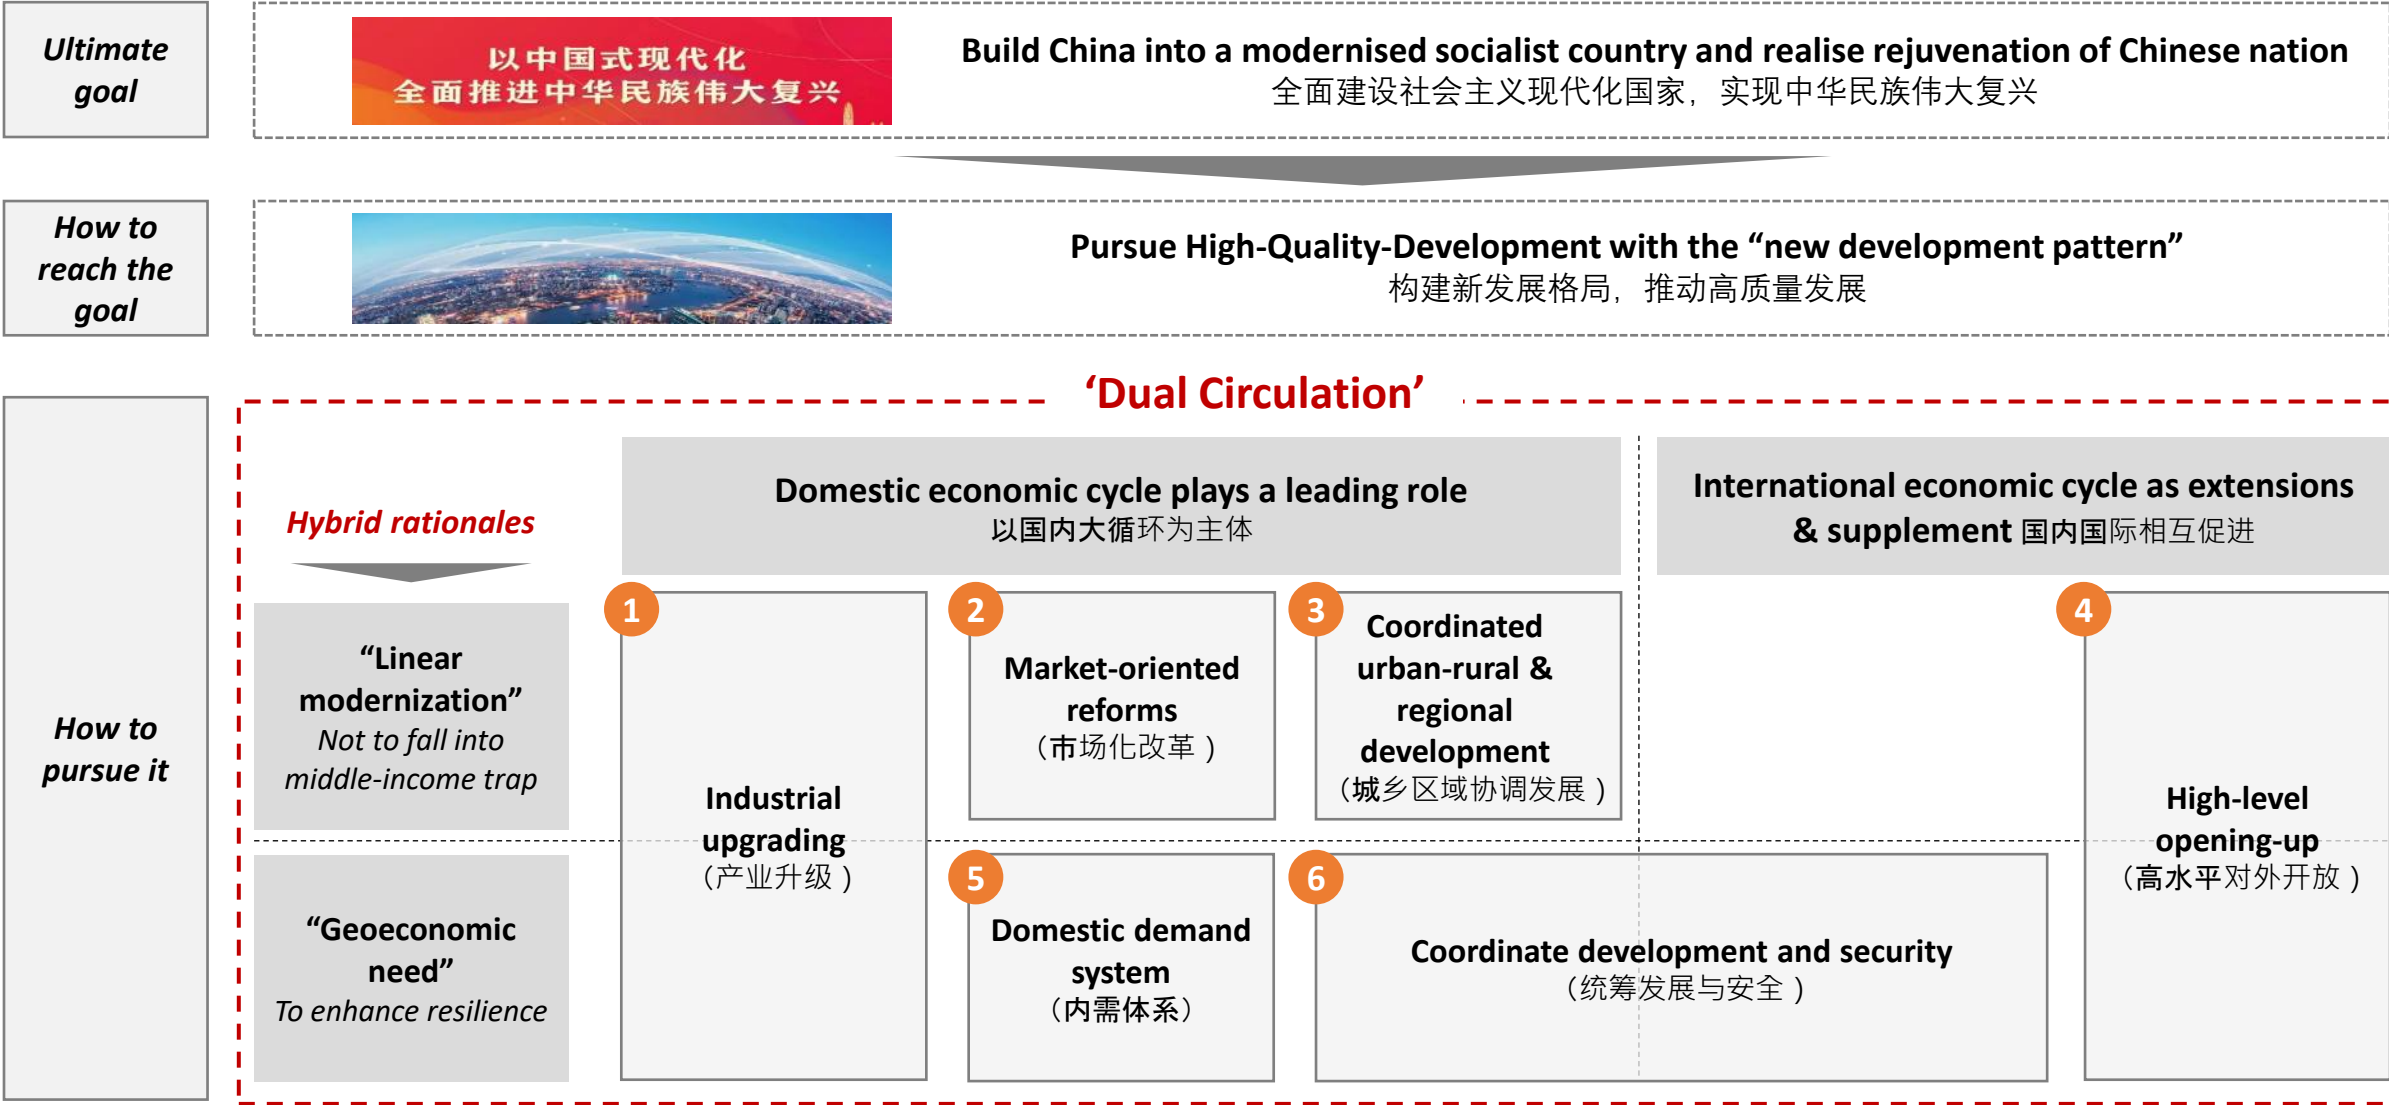 Ultimate
goal
以中国式现代化
全面推进中华民族伟大复兴
Build China into a modernised socialist country and realise rejuvenation of Chinese nation
全面建设社会主义现代化国家，实现中华民族伟大复兴
How to
reach the
goal
Pursue High-Quality-Development with the “new development pattern”
构建新发展格局，推动高质量发展
‘Dual Circulation’
How to
pursue it
Hybrid rationales
Domestic economic cycle plays a leading role
以国内大循环为主体
International economic cycle as extensions
& supplement 国内国际相互促进
“Linear
modernization”
Not to fall into
middle-income trap
“Geoeconomic
need”
To enhance resilience
1
Industrial
upgrading
（产业升级）
2
Market-oriented
reforms
（市场化改革）
3
Coordinated
urban-rural &
regional
development
（城乡区域协调发展）
4
High-level
opening-up
（高水平对外开放）
5
Domestic demand
system
（内需体系）
6
Coordinate development and security
（统筹发展与安全）